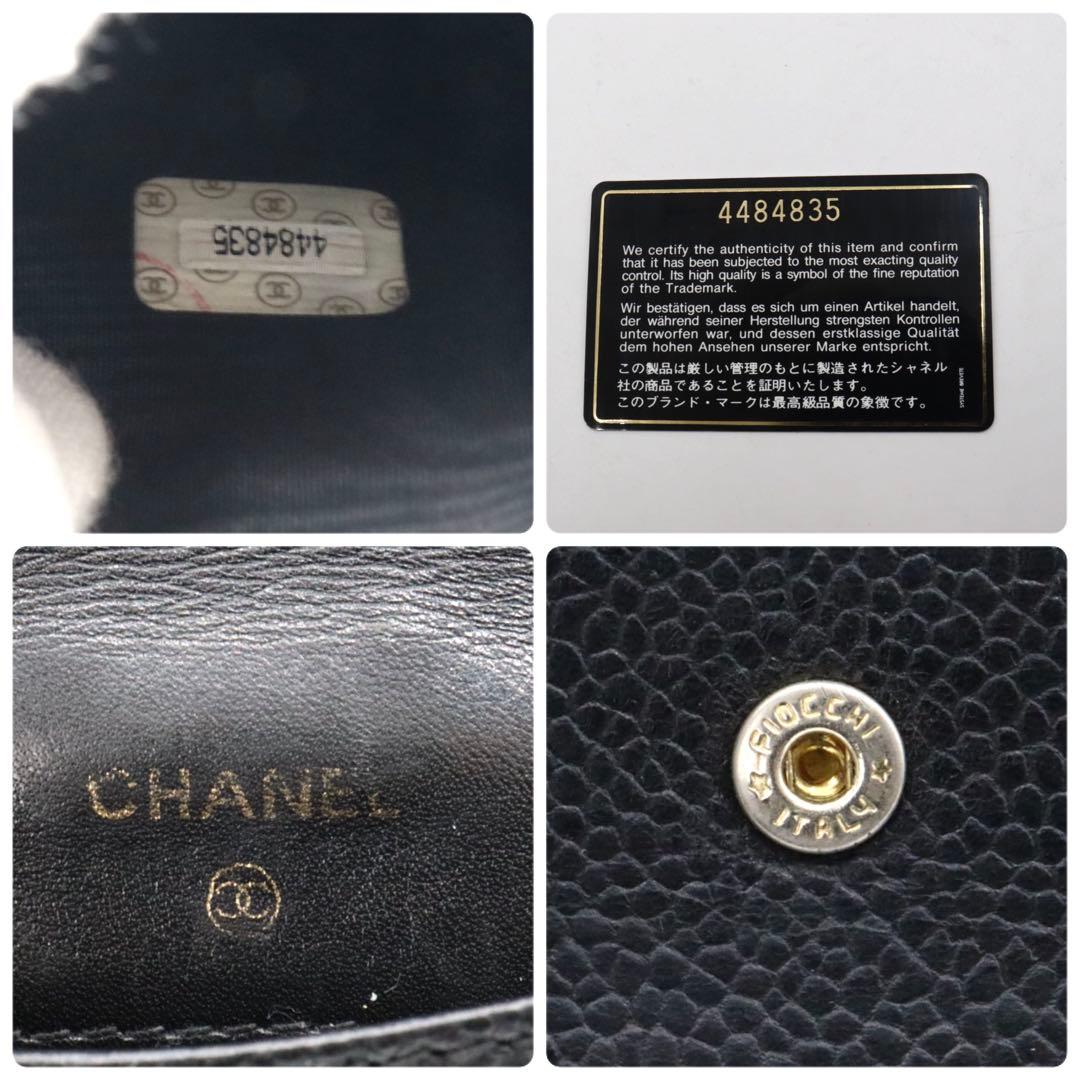 4484835
4484835
We certify the authenticity of this item and confirm
that it has been subjected to the most exacting quality
control. Its high quality is a symbol of the fine reputation
of the Trademark.
Wir bestätigen, dass es sich um einen Artikel handelt,
der während seiner Herstellung strengsten Kontrollen
unterworfen war, und dessen erstklassige Qualität
dem hohen Ansehen unserer Marke entspricht.
この製品は厳しい管理のもとに製造されたシャネル
社の商品であることを証明いたします。
このブランド・マークは最高級品質の象徴です。
SYSTEME BREVETE
CHANEL
FIOCCHI
ITALY